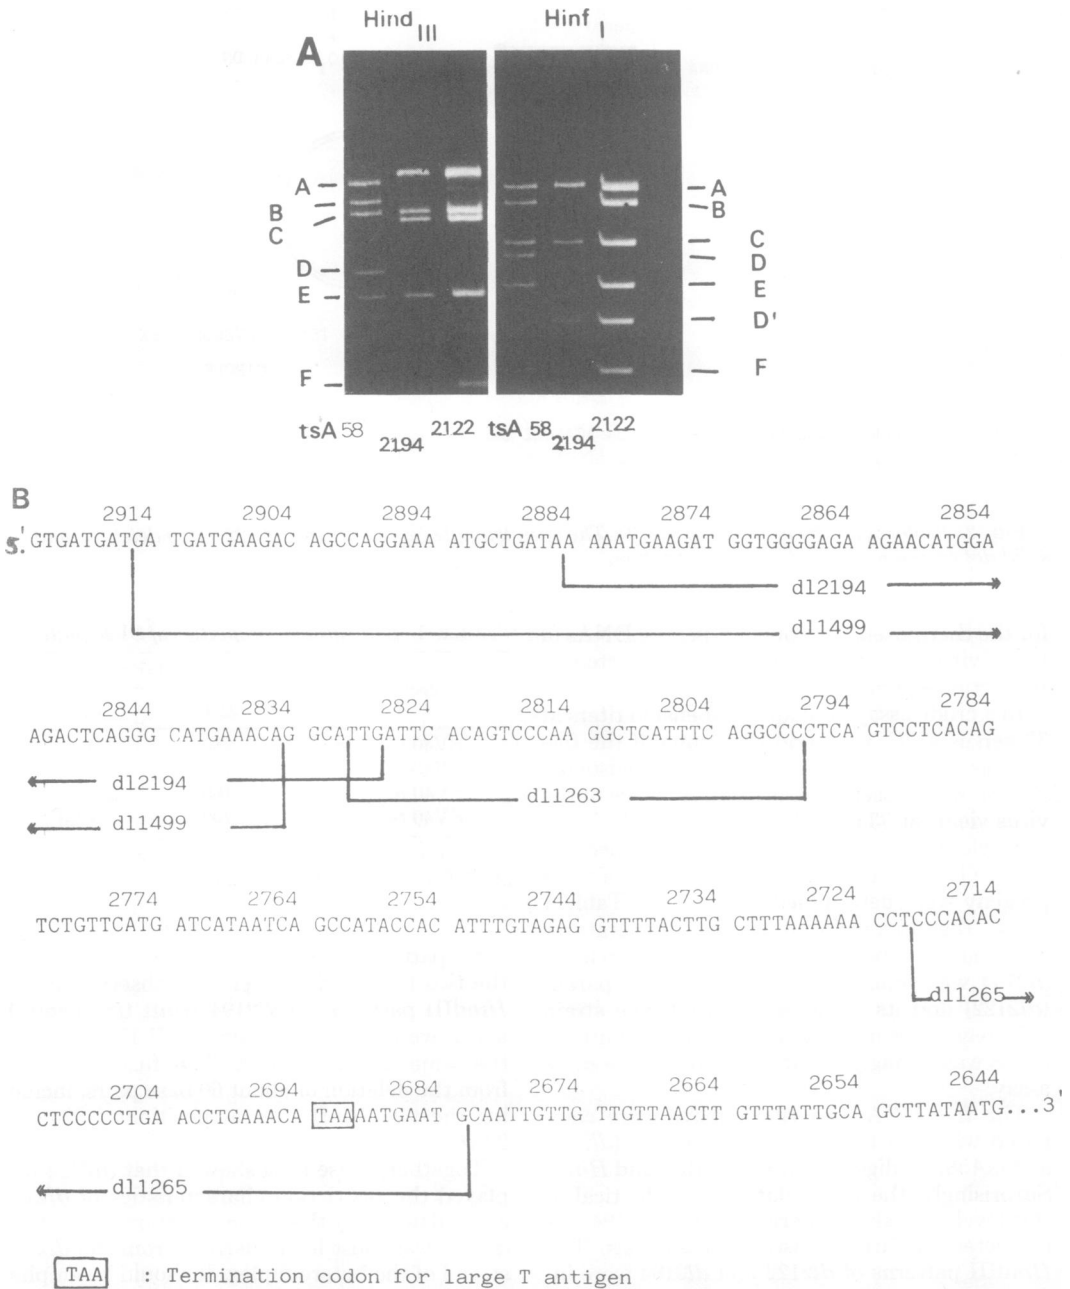 Hind III Hinf I
A
A A
B B
C C
D D
E E
D'
F F
tsA 58 2194 2122 tsA 58 2194 2122
B
2914 2904 2894 2884 2874 2864 2854
5.' GTGATGATGA TGATGAAGAC AGCCAGGAAA ATGCTGATAA AAATGAAGAT GGTGGGGAGA AGAACATGGA
dl2194
dl1499
2844 2834 2824 2814 2804 2794 2784
AGACTCAGGG CATGAAACAG GCATTGATTC ACAGTCCCAA GGCTCATTTC AGGCCCCTCA GTCCTCACAG
dl2194
dl1263
dl1499
2774 2764 2754 2744 2734 2724 2714
TCTGTTCATG ATCATAATCA GCCATACCAC ATTTGTAGAG GTTTTACTTG CTTTAAAAAA CCTCCCACAC
dl1265
2704 2694 2684 2674 2664 2654 2644
CTCCCCCTGA ACCTGAAACA TAAAATGAAT GCAATTGTTG TTGTTAACTT GTTTATTGCA GCTTATAATG...3'
dl1265
TAA : Termination codon for large T antigen